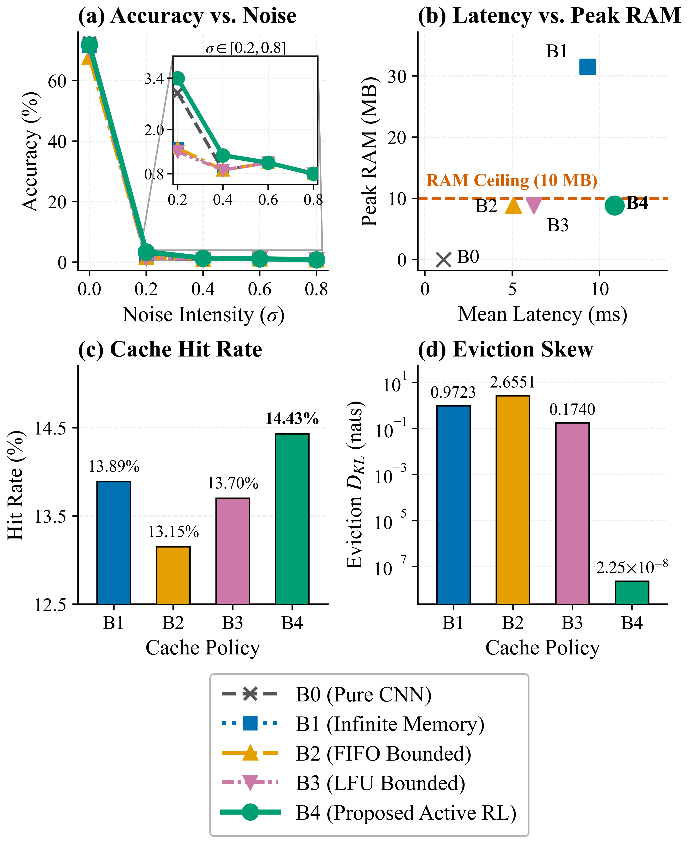 (a) Accuracy vs. Noise
Accuracy (%)
60
40
20
0
σ∈[0.2, 0.8]
3.4
2.0
0.8
0.2 0.4 0.6 0.8
0.0 0.2 0.4 0.6 0.8
Noise Intensity (σ)
(b) Latency vs. Peak RAM
Peak RAM (MB)
30
20
10
0
B1
RAM Ceiling (10 MB)
B2
B3
B4
B0
0 5 10
Mean Latency (ms)
(c) Cache Hit Rate
Hit Rate (%)
14.5
13.5
12.5
13.89%
13.15%
13.70%
14.43%
B1 B2 B3 B4
Cache Policy
(d) Eviction Skew
Eviction D_KL (nats)
10¹
10⁻¹
10⁻³
10⁻⁵
10⁻⁷
0.9723
2.6551
0.1740
2.25×10⁻⁸
B1 B2 B3 B4
Cache Policy
B0 (Pure CNN)
B1 (Infinite Memory)
B2 (FIFO Bounded)
B3 (LFU Bounded)
B4 (Proposed Active RL)